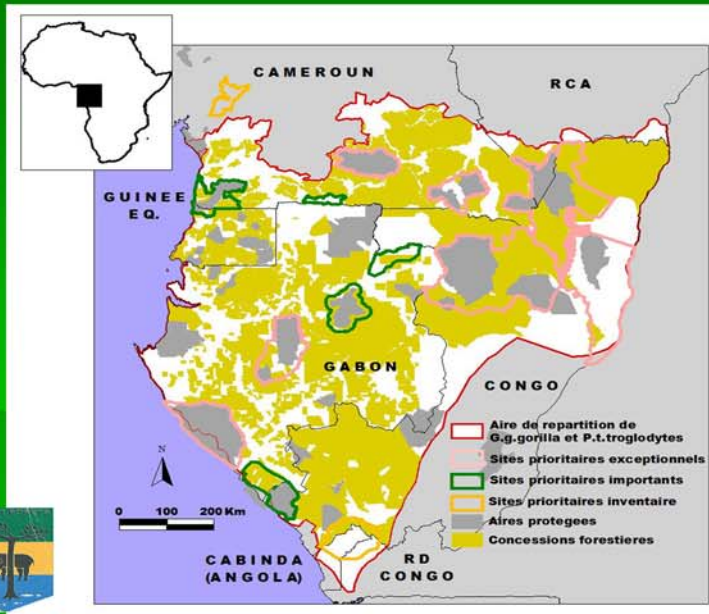 CAMEROUN
RCA
GUINEE
EQ.
GABON
CONGO
Aire de repartition de
G.g.gorilla et P.t.troglodytes
Sites prioritaires exceptionnels
Sites prioritaires importants
Sites prioritaires inventaire
Aires protegees
Concessions forestieres
N
0 100 200 Km
CABINDA
(ANGOLA)
RD
CONGO